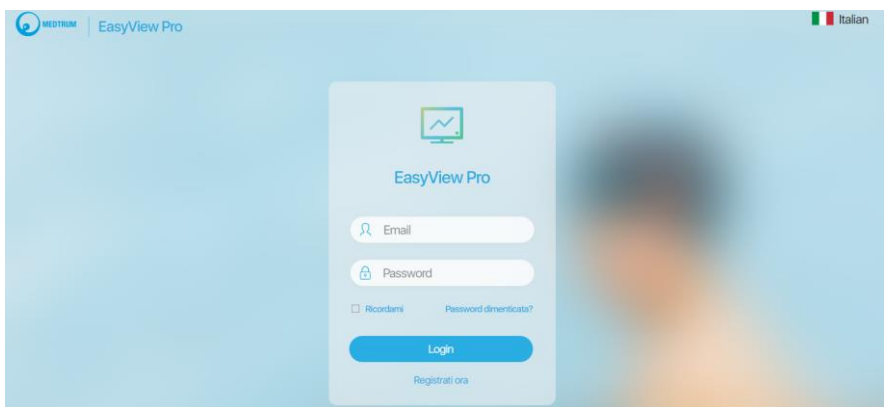 MEDTRUM EasyView Pro
Italian
EasyView Pro
Email
Password
Ricordami Password dimenticata?
Login
Registrati ora